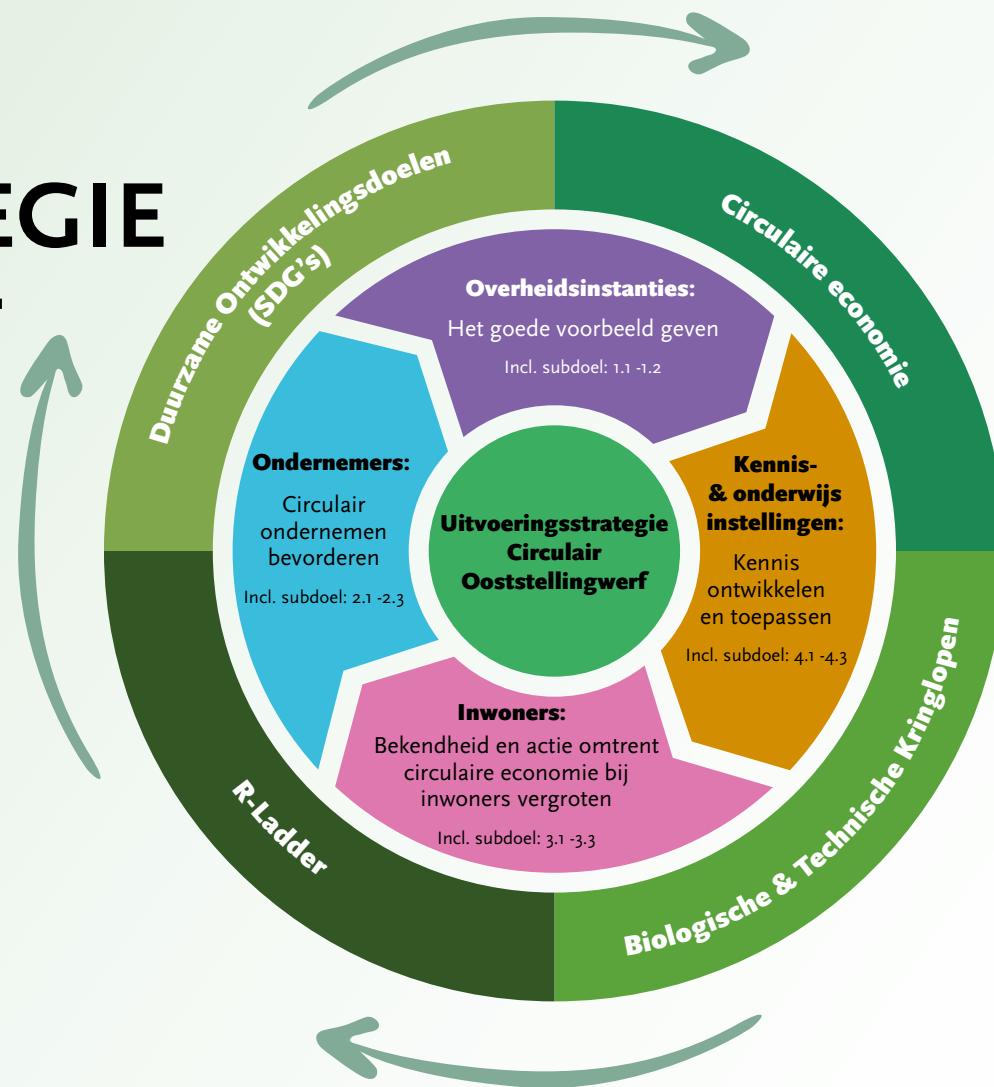 EGIE
Duurzame Ontwikkelingsdoelen
(SDG's)
Circulaire economie
Overheidsinstanties:
Het goede voorbeeld geven
Incl. subdoel: 1.1 -1.2
Ondernemers:
Circulair
ondernemen
bevorderen
Incl. subdoel: 2.1 -2.3
Uitvoeringsstrategie
Circulair
Ooststellingwerf
Kennis-
& onderwijs
instellingen:
Kennis
ontwikkelen
en toepassen
Incl. subdoel: 4.1 -4.3
Inwoners:
Bekendheid en actie omtrent
circulaire economie bij
inwoners vergroten
Incl. subdoel: 3.1 -3.3
R-Ladder
Biologische & Technische Kringlopen